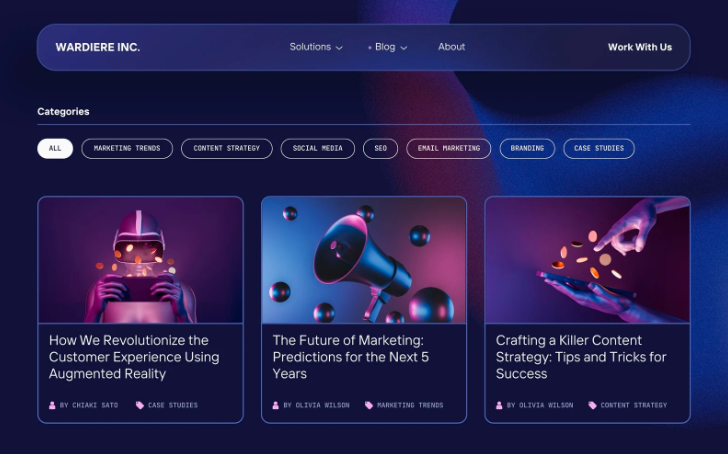 WARDIERE INC.
Solutions
Blog
About
Work With Us
Categories
ALL
MARKETING TRENDS
CONTENT STRATEGY
SOCIAL MEDIA
SEO
EMAIL MARKETING
BRANDING
CASE STUDIES
How We Revolutionize the
Customer Experience Using
Augmented Reality
BY CHIAKI SATO
CASE STUDIES
The Future of Marketing:
Predictions for the Next 5
Years
BY OLIVIA WILSON
MARKETING TRENDS
Crafting a Killer Content
Strategy: Tips and Tricks for
Success
BY OLIVIA WILSON
CONTENT STRATEGY